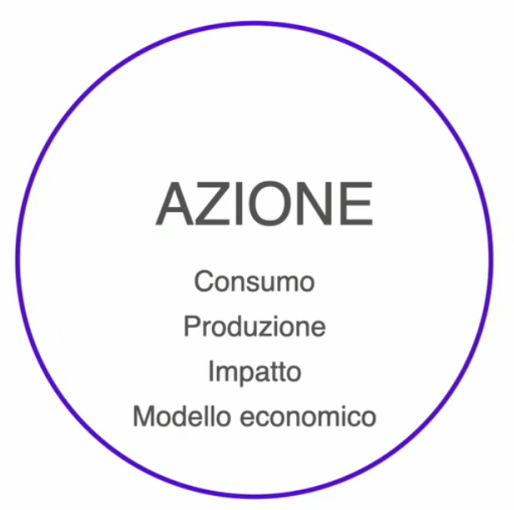 AZIONE
Consumo
Produzione
Impatto
Modello economico